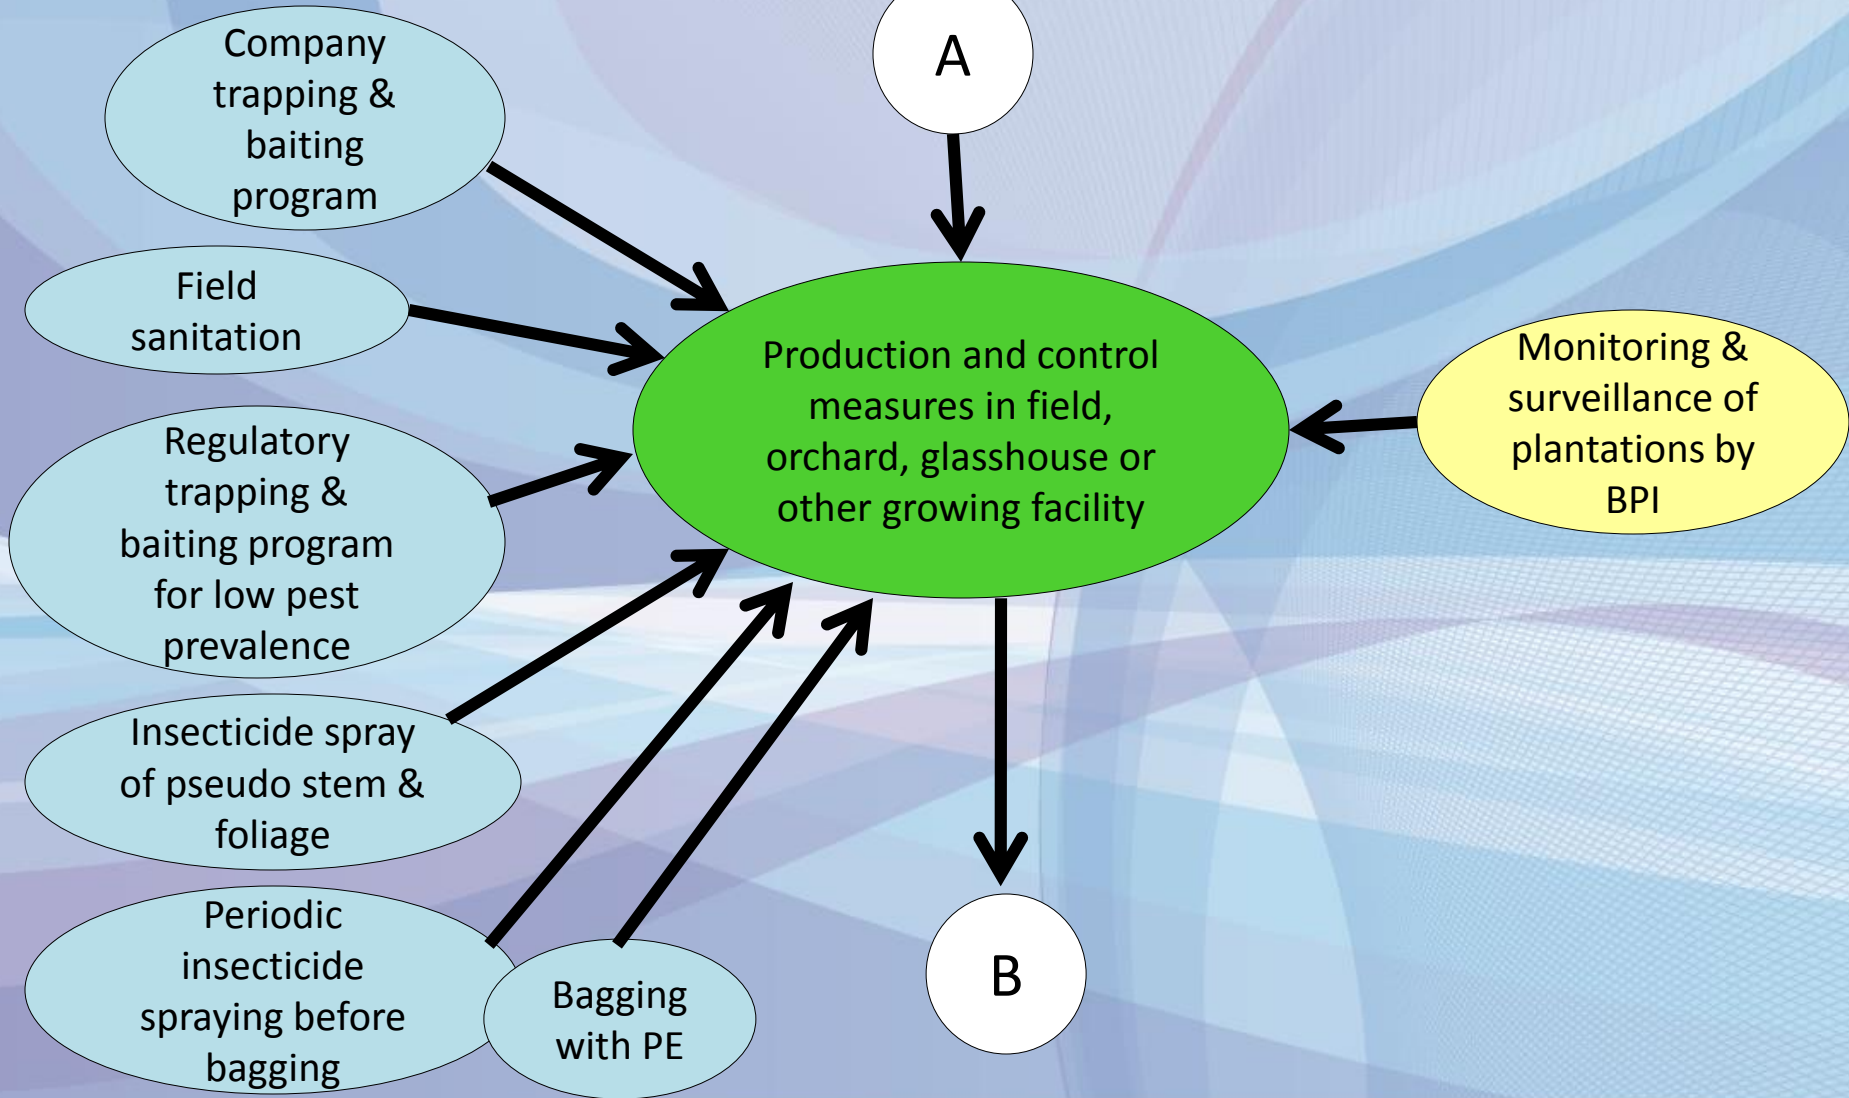 Company
trapping &
baiting
program
A
Field
sanitation
Production and control
measures in field,
orchard, glasshouse or
other growing facility
Monitoring &
surveillance of
plantations by
BPI
Regulatory
trapping &
baiting program
for low pest
prevalence
Insecticide spray
of pseudo stem &
foliage
Periodic
insecticide
spraying before
bagging
Bagging
with PE
B